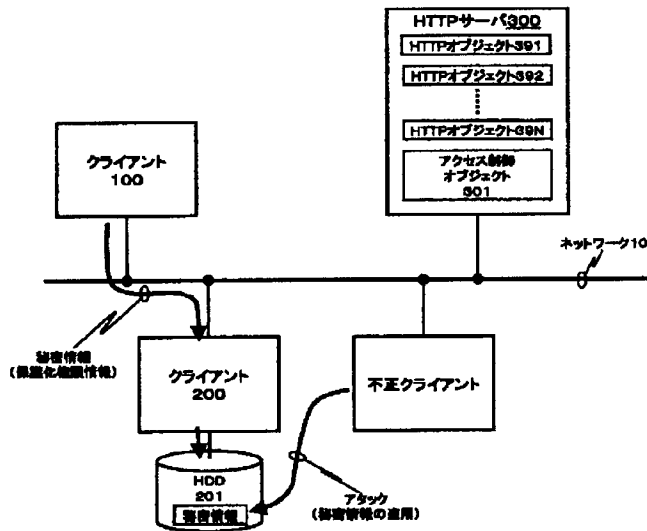 HTTPサーバ300
HTTPオブジェクト391
HTTPオブジェクト392
HTTPオブジェクト39N
アクセス制御
オブジェクト
301
クライアント
100
ネットワーク10
秘密情報
(保護化権限情報)
クライアント
200
不正クライアント
HDD
201
秘密情報
アタック
(秘密情報の盗用)